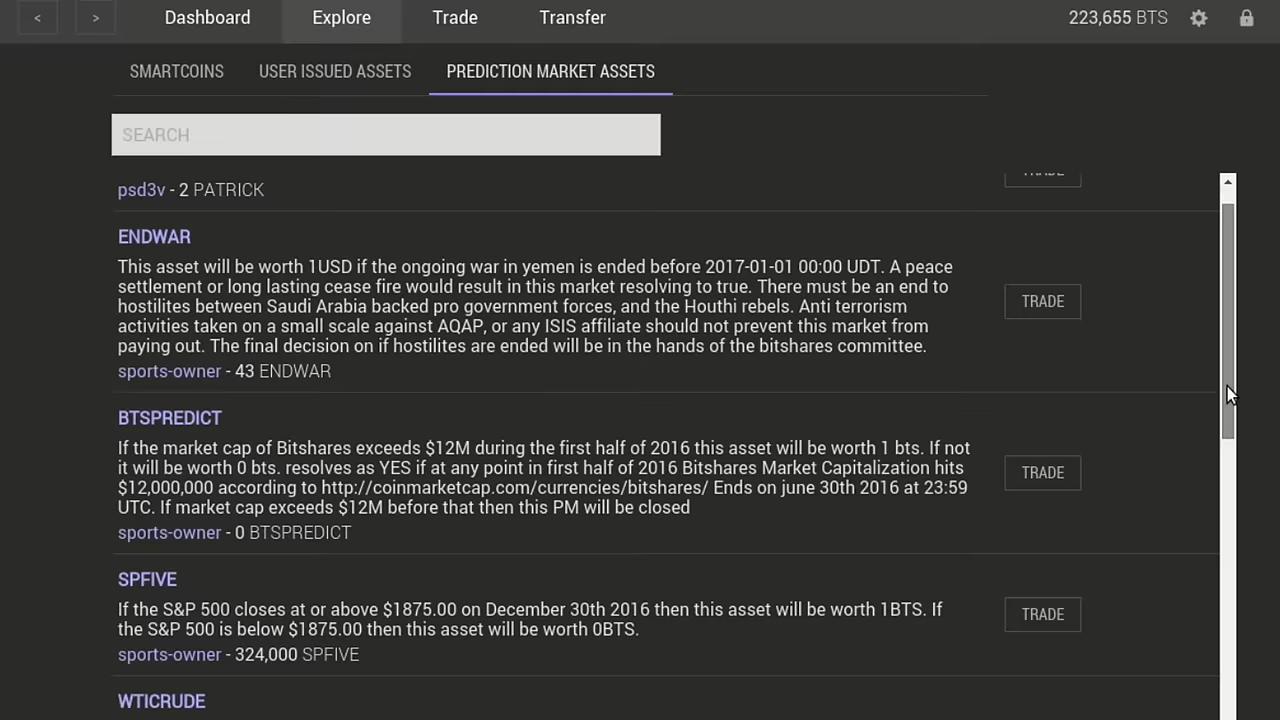 < > Dashboard Explore Trade Transfer 223,655 BTS
SMARTCOINS USER ISSUED ASSETS PREDICTION MARKET ASSETS
SEARCH
TRADE
psd3v - 2 PATRICK
ENDWAR
This asset will be worth 1USD if the ongoing war in yemen is ended before 2017-01-01 00:00 UDT. A peace
settlement or long lasting cease fire would result in this market resolving to true. There must be an end to
hostilites between Saudi Arabia backed pro government forces, and the Houthi rebels. Anti terrorism
activities taken on a small scale against AQAP, or any ISIS affiliate should not prevent this market from
paying out. The final decision on if hostilites are ended will be in the hands of the bitshares committee.
TRADE
sports-owner - 43 ENDWAR
BTSPREDICT
If the market cap of Bitshares exceeds $12M during the first half of 2016 this asset will be worth 1 bts. If not
it will be worth 0 bts. resolves as YES if at any point in first half of 2016 Bitshares Market Capitalization hits
$12,000,000 according to http://coinmarketcap.com/currencies/bitshares/ Ends on june 30th 2016 at 23:59
UTC. If market cap exceeds $12M before that then this PM will be closed
TRADE
sports-owner - 0 BTSPREDICT
SPFIVE
If the S&P 500 closes at or above $1875.00 on December 30th 2016 then this asset will be worth 1BTS. If
the S&P 500 is below $1875.00 then this asset will be worth 0BTS.
TRADE
sports-owner - 324,000 SPFIVE
WTICRUDE